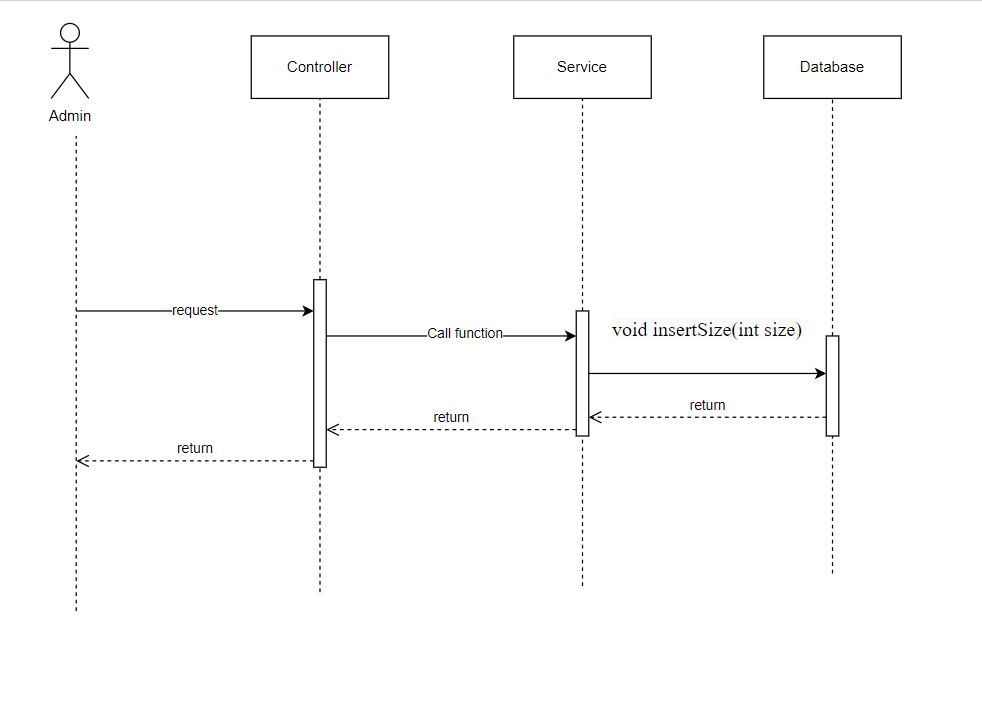 Admin
Controller
Service
Database
request
Call function
void insertSize(int size)
return
return
return